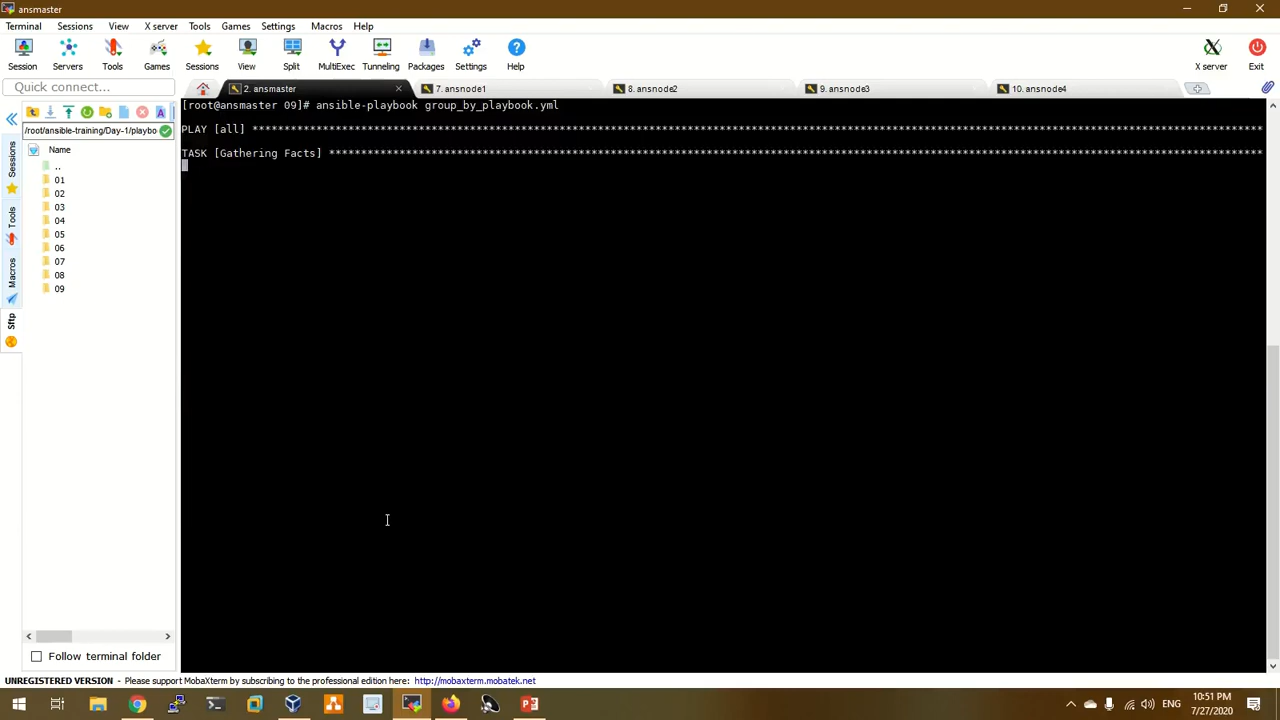 ansmaster
Terminal Sessions View X server Tools Games Settings Macros Help
Session Servers Tools Games Sessions View Split MultiExec Tunneling Packages Settings Help X server Exit
Quick connect...
2. ansmaster 7. ansnode1 8. ansnode2 9. ansnode3 10. ansnode4
[root@ansmaster 09]# ansible-playbook group_by_playbook.yml
PLAY [all] ******************************************************************************************************************************
TASK [Gathering Facts] ********************************************************************************************************************
/root/ansible-training/Day-1/playbo
Name
..
01
02
03
04
05
06
07
08
09
Sessions
Tools
Macros
Sftp
Follow terminal folder
UNREGISTERED VERSION - Please support MobaXterm by subscribing to the professional edition here: http://mobaxterm.mobatek.net
ENG
10:51 PM
7/27/2020